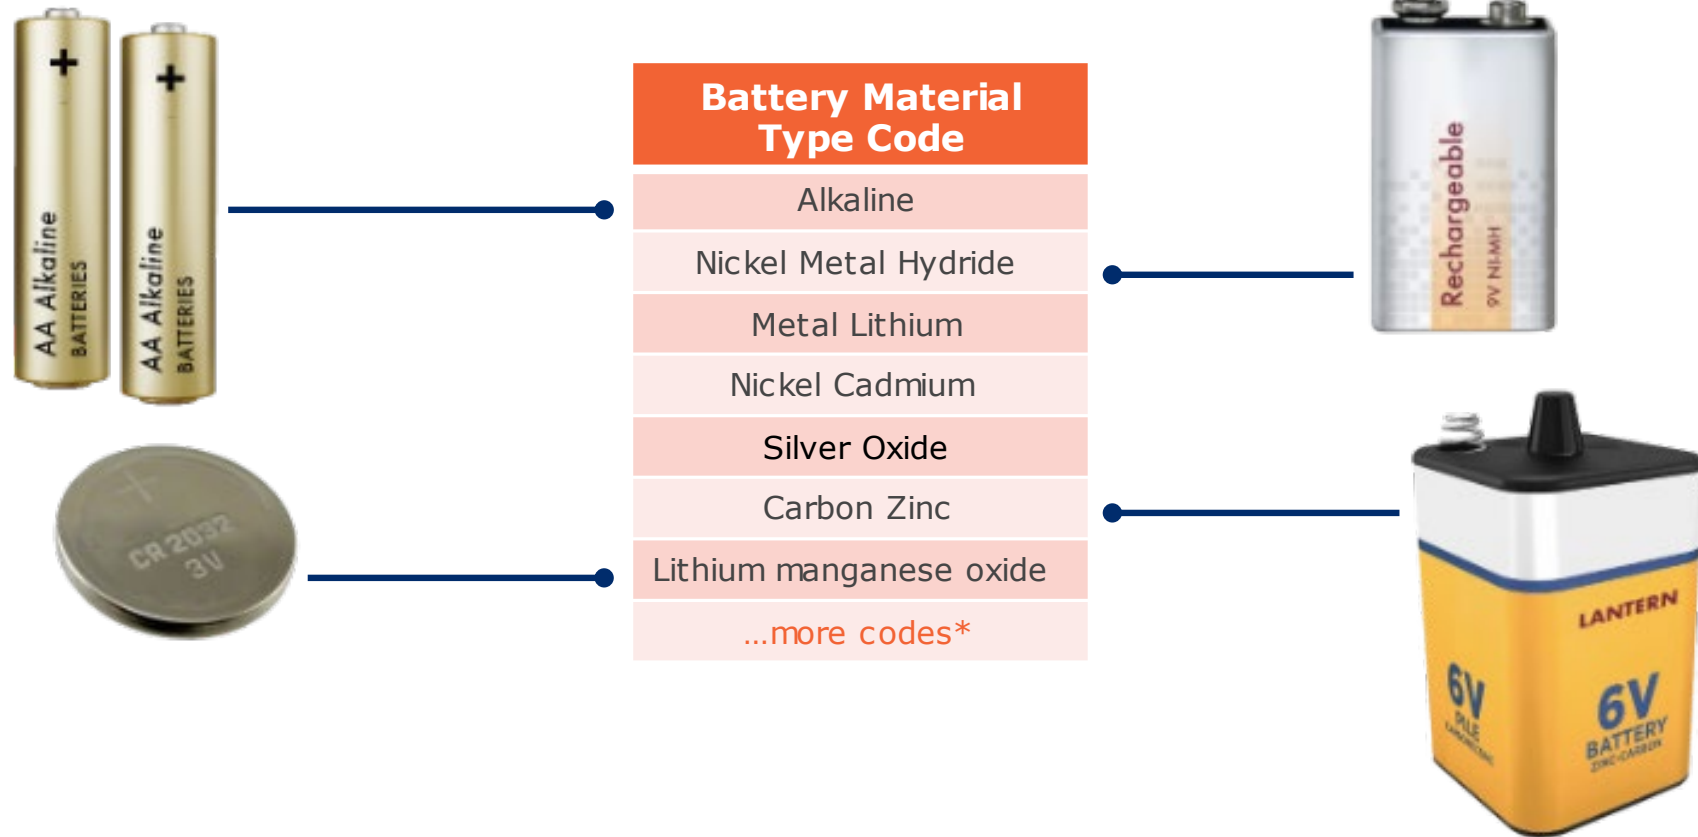 +
AA Alkaline
BATTERIES
+
AA Alkaline
BATTERIES
CR 2032
3V
Battery Material
Type Code
Alkaline
Nickel Metal Hydride
Metal Lithium
Nickel Cadmium
Silver Oxide
Carbon Zinc
Lithium manganese oxide
...more codes*
Rechargeable
9V NI-MH
LANTERN
6V
PILE
6V
BATTERY
ZINC-CARBON